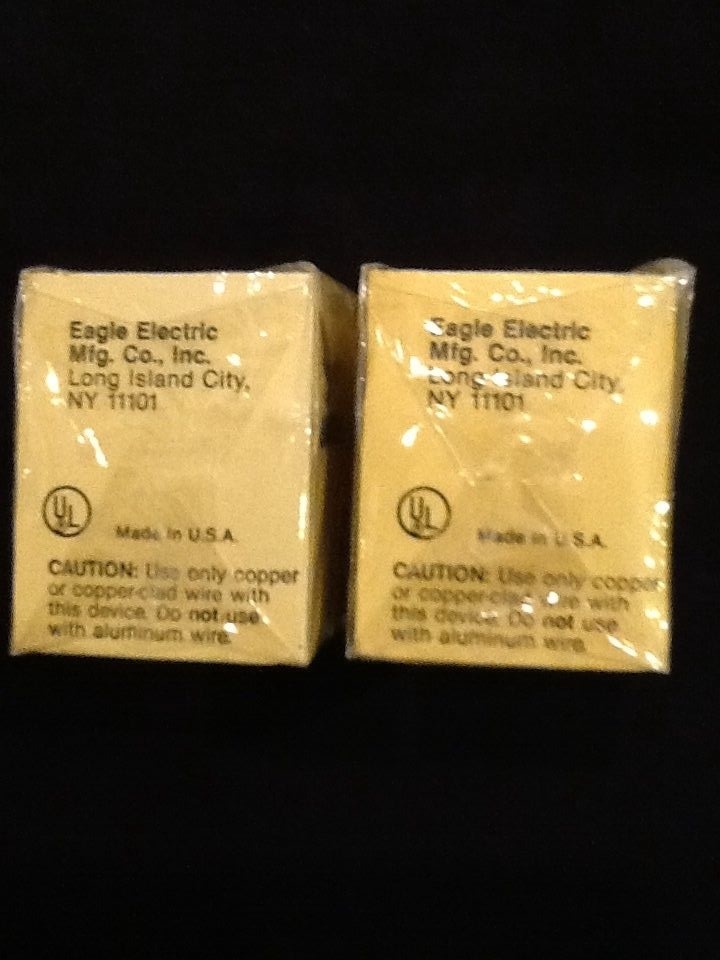 Eagle Electric
Mfg. Co., Inc.
Long Island City,
NY 11101
UL
Made in U.S.A.
CAUTION: Use only copper
or copper-clad wire with
this device. Do not use
with aluminum wire.
Eagle Electric
Mfg. Co., Inc.
Long Island City,
NY 11101
UL
Made in U.S.A.
CAUTION: Use only copper
or copper-clad wire with
this device. Do not use
with aluminum wire.